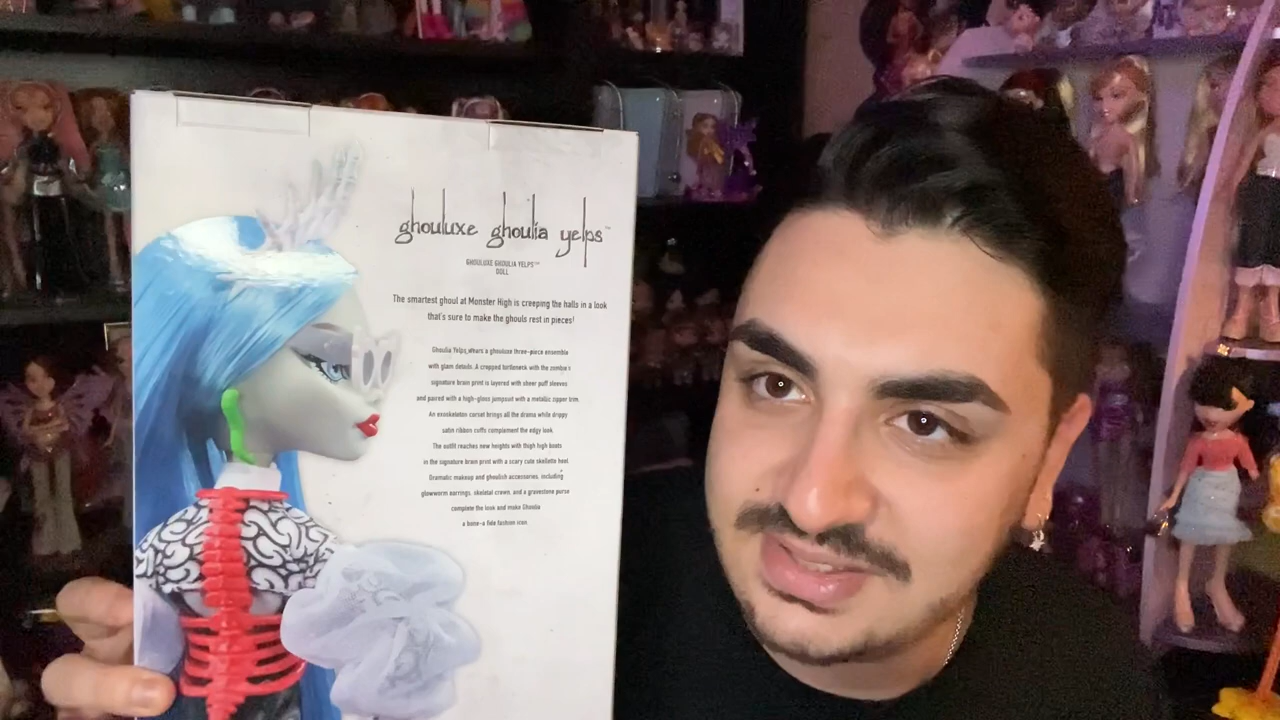 ghouluxe ghoulia yelps™
GHOULUXE GHOULIA YELPS™
DOLL
The smartest ghoul at Monster High is creeping the halls in a look
that's sure to make the ghouls rest in pieces!
Ghoulia Yelps wears a ghouluxe three-piece ensemble
with glam details. A cropped turtleneck with the zombie's
signature brain print is layered with sheer puff sleeves
and paired with a high-gloss jumpsuit with a metallic zipper trim.
An exoskeleton corset brings all the drama while drippy
satin ribbon cuffs complement the edgy look.
The outfit reaches new heights with thigh high boots
in the signature brain print with a scary cute skelette heel.
Dramatic makeup and ghoulish accessories, including
glowworm earrings, skeletal crown, and a gravestone purse
complete the look and make Ghoulia
a bone-a fide fashion icon.